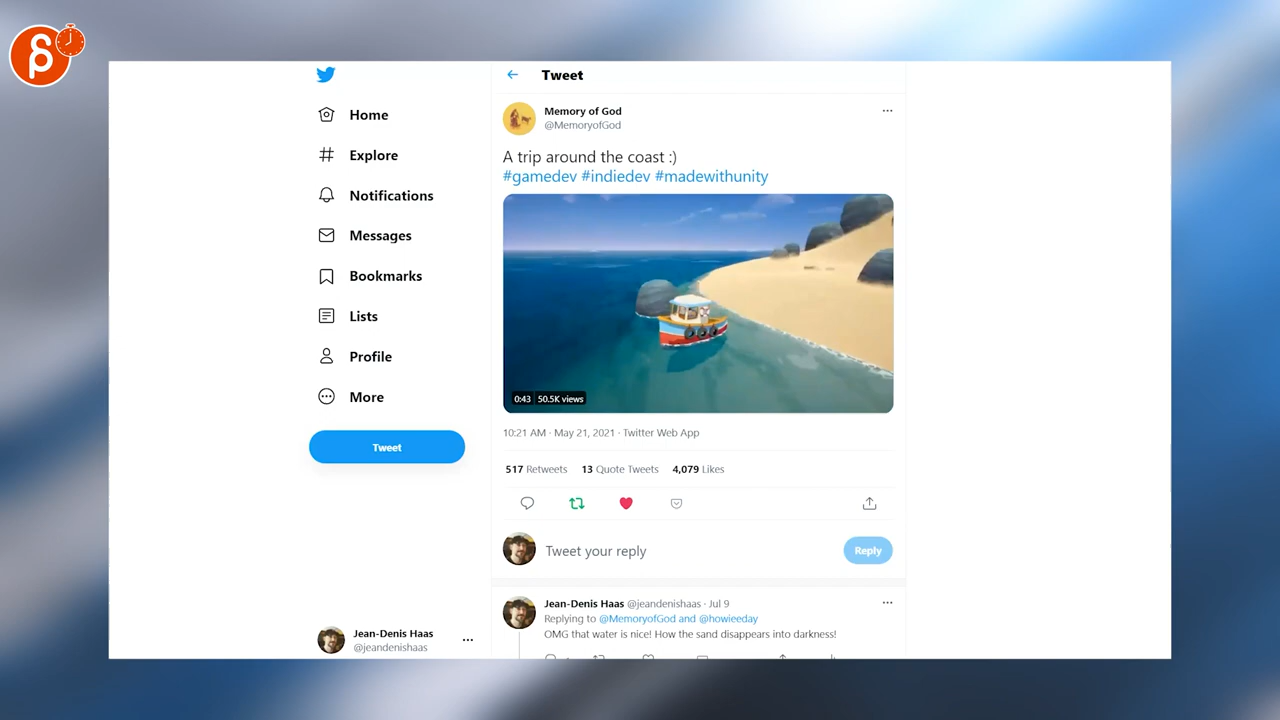 Tweet
Memory of God
@MemoryofGod
A trip around the coast :)
#gamedev #indiedev #madewithunity
0:43 50.5K views
10:21 AM · May 21, 2021 · Twitter Web App
517 Retweets 13 Quote Tweets 4,079 Likes
Tweet your reply
Reply
Jean-Denis Haas @jeandenishaas · Jul 9
Replying to @MemoryofGod and @howieeday
OMG that water is nice! How the sand disappears into darkness!
Home
Explore
Notifications
Messages
Bookmarks
Lists
Profile
More
Tweet
Jean-Denis Haas
@jeandenishaas